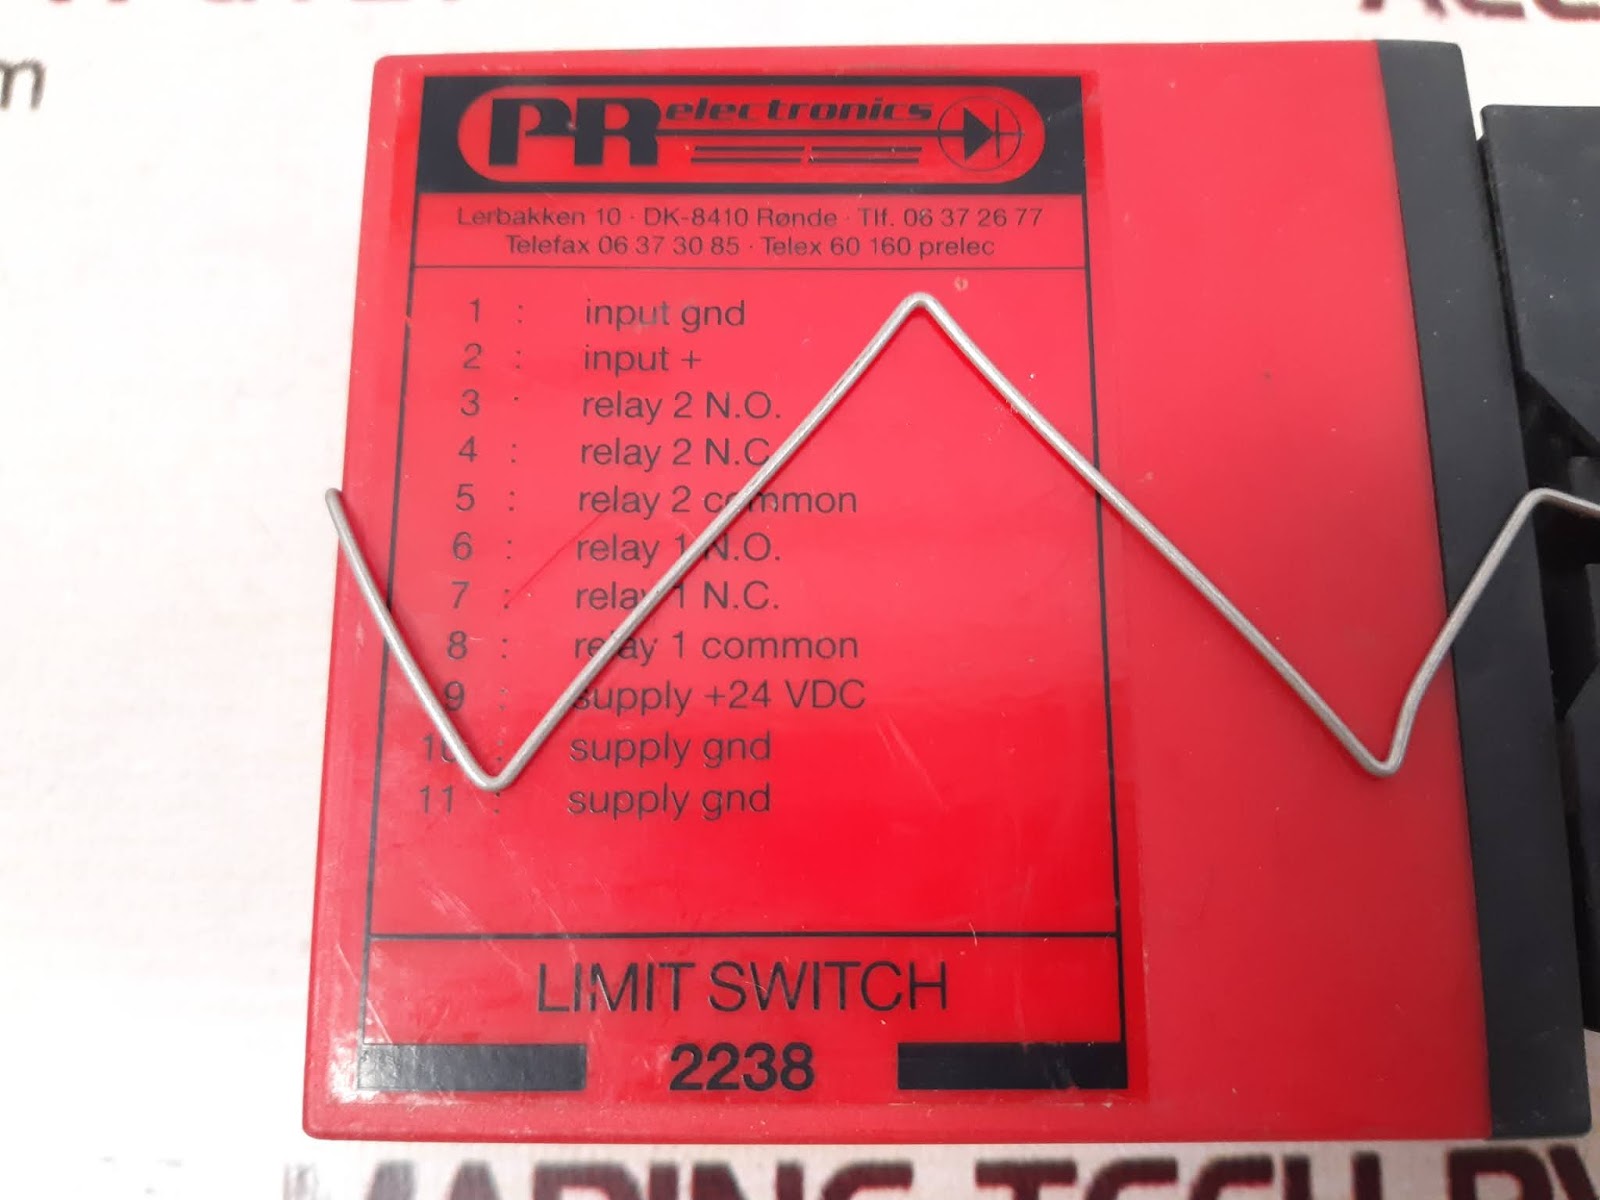 PR electronics
Lerbakken 10 · DK-8410 Rønde · Tlf. 06 37 26 77
Telefax 06 37 30 85 · Telex 60 160 prelec
1 : input gnd
2 : input +
3 : relay 2 N.O.
4 : relay 2 N.C.
5 : relay 2 common
6 : relay 1 N.O.
7 : relay 1 N.C.
8 : relay 1 common
9 : supply +24 VDC
10 : supply gnd
11 : supply gnd
LIMIT SWITCH
2238